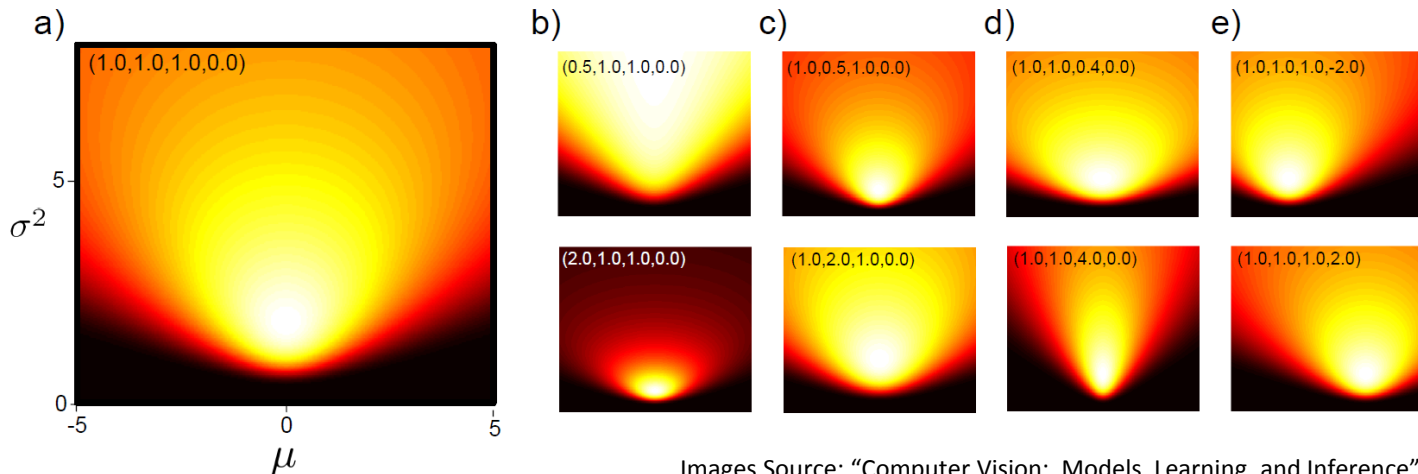 a)
(1.0,1.0,1.0,0.0)
5
0
σ²
-5
0
5
μ
b)
(0.5,1.0,1.0,0.0)
(2.0,1.0,1.0,0.0)
c)
(1.0,0.5,1.0,0.0)
(1.0,2.0,1.0,0.0)
d)
(1.0,1.0,0.4,0.0)
(1.0,1.0,4.0,0.0)
e)
(1.0,1.0,1.0,-2.0)
(1.0,1.0,1.0,2.0)
Images Source: “Computer Vision: Models, Learning, and Inference”